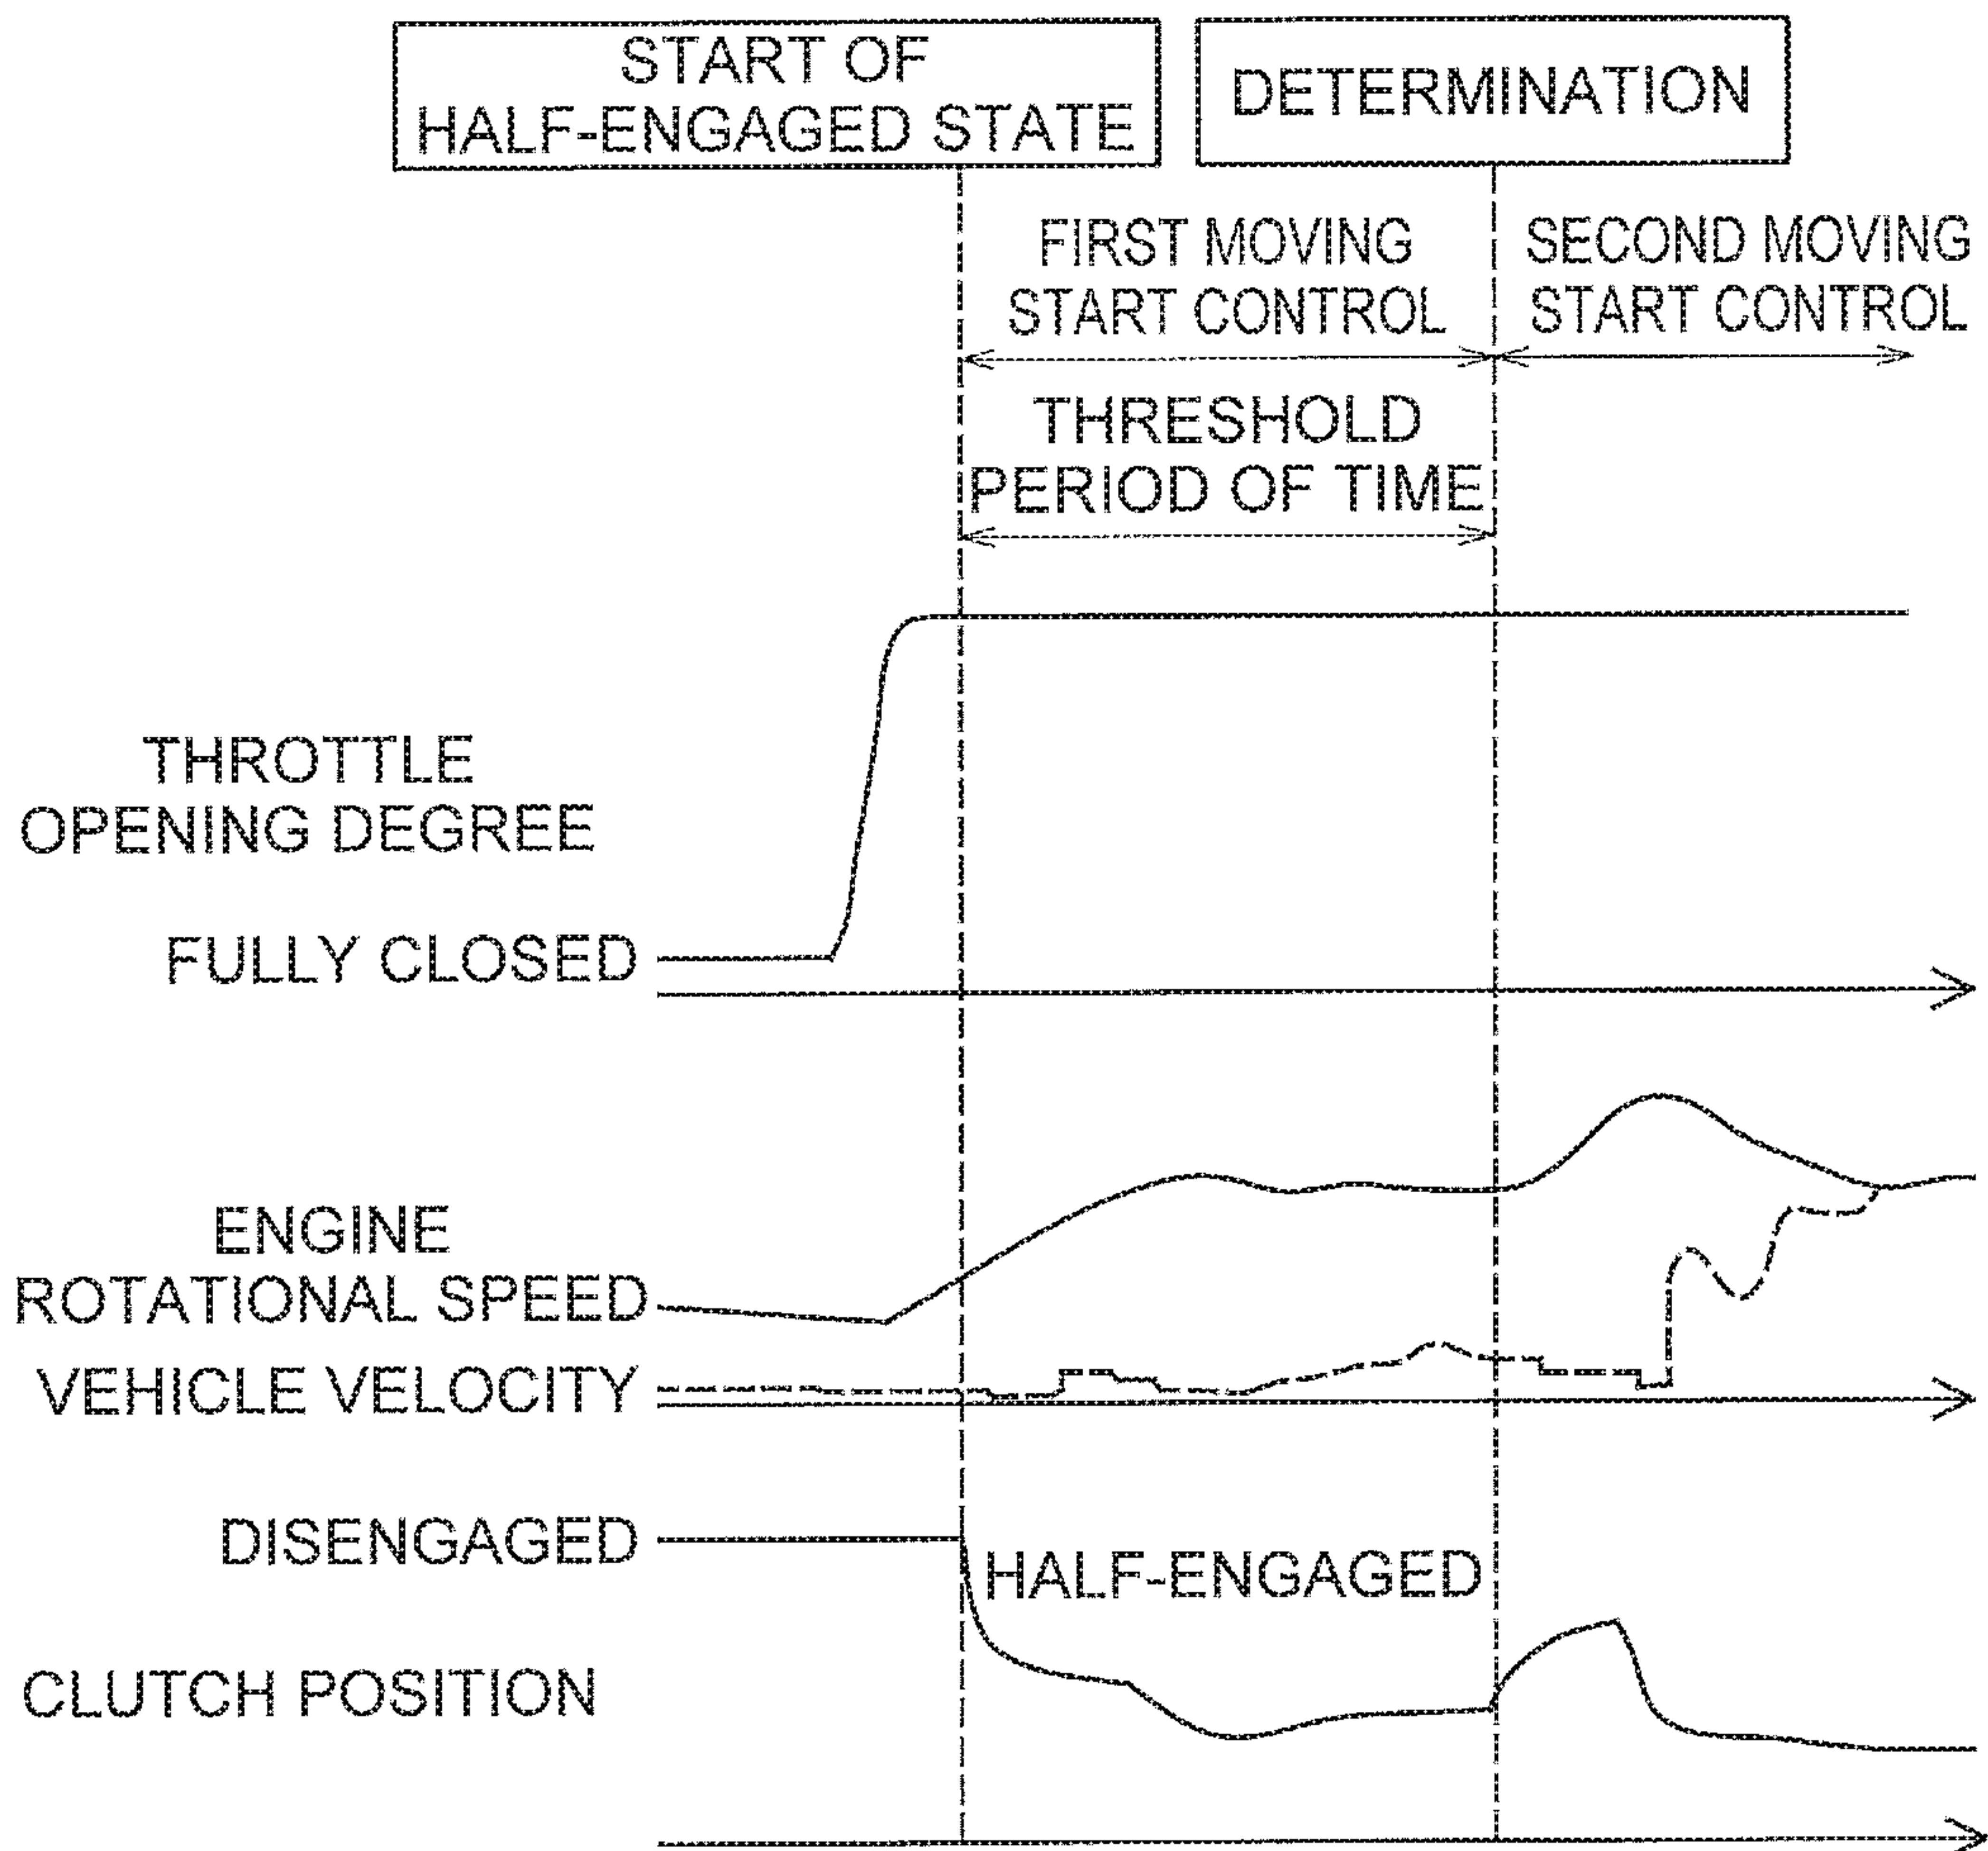 START OF
HALF-ENGAGED STATE
DETERMINATION
FIRST MOVING
START CONTROL
SECOND MOVING
START CONTROL
THRESHOLD
PERIOD OF TIME
THROTTLE
OPENING DEGREE
FULLY CLOSED
ENGINE
ROTATIONAL SPEED
VEHICLE VELOCITY
DISENGAGED
HALF-ENGAGED
CLUTCH POSITION